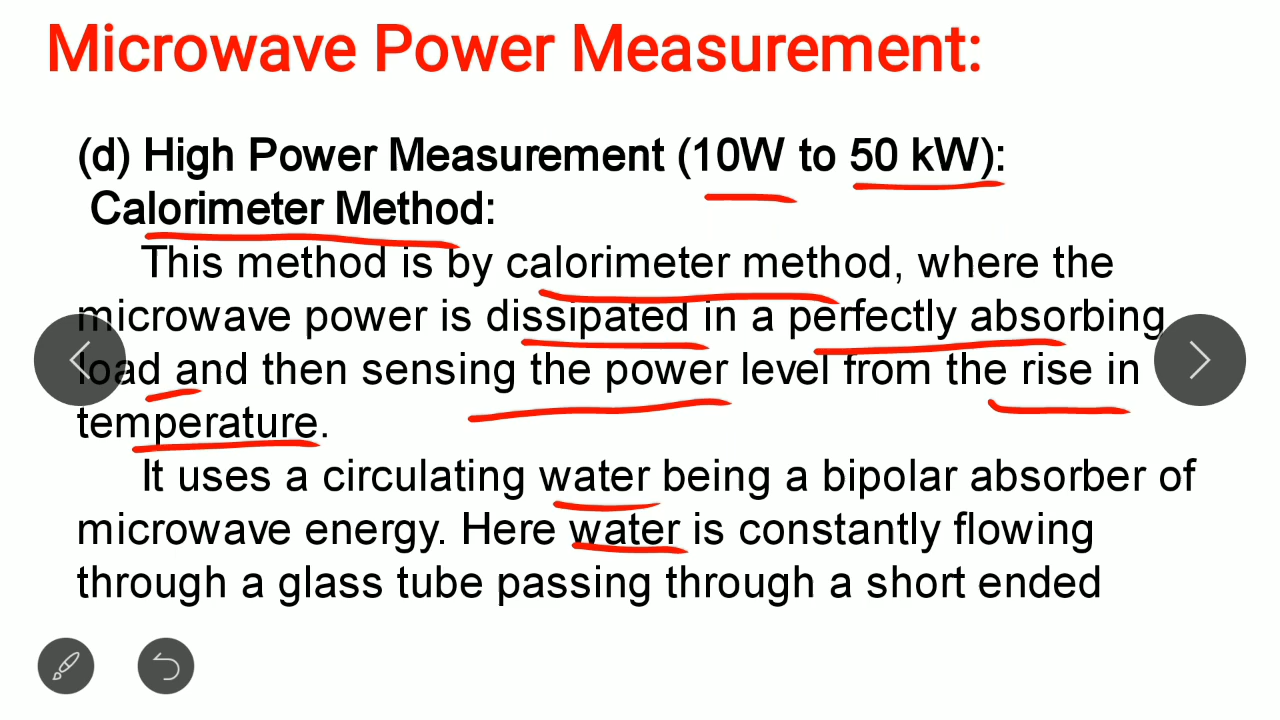 Microwave Power Measurement:
(d) High Power Measurement (10W to 50 kW):
Calorimeter Method:
This method is by calorimeter method, where the
microwave power is dissipated in a perfectly absorbing
load and then sensing the power level from the rise in
temperature.
It uses a circulating water being a bipolar absorber of
microwave energy. Here water is constantly flowing
through a glass tube passing through a short ended